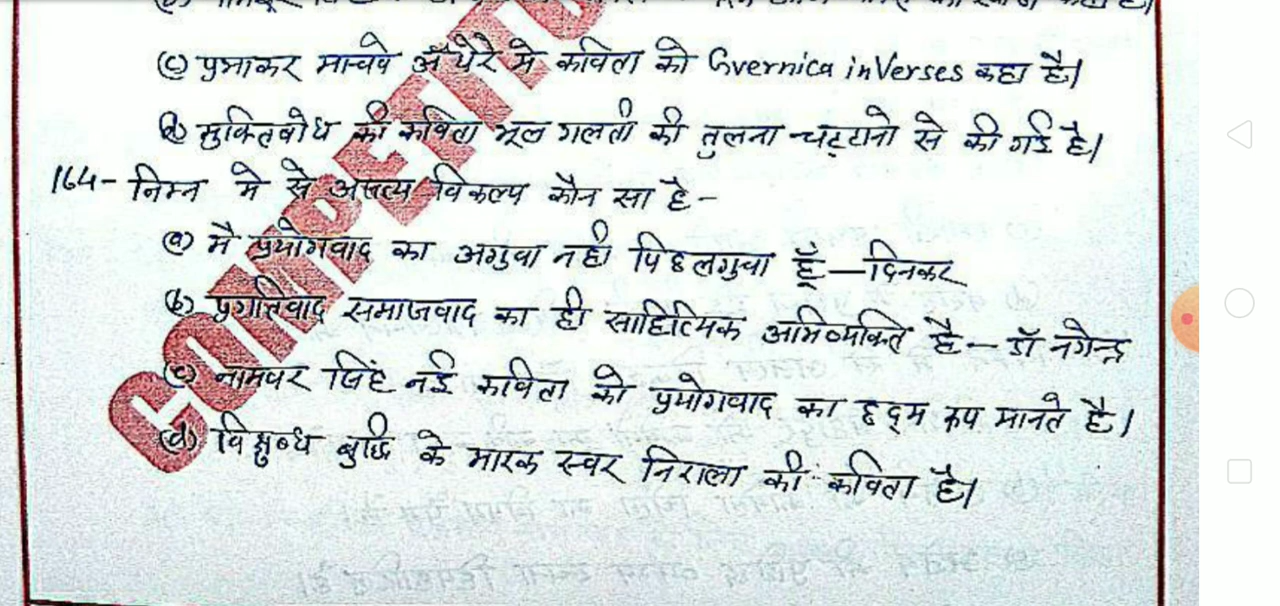 (c) प्रभाकर माचवे अँधेरे मे कविता को Gvernica in Verses कहा है।
(d) मुक्तिबोध की कविता भूल गलती की तुलना चट्टानो से की गई है।
164- निम्न मे से असत्य विकल्प कौन सा है -
(a) मै प्रयोगवाद का अगुवा नही पिछलगुवा हूँ - दिनकर
(b) प्रगतिवाद समाजवाद का ही साहित्यिक अभिव्यक्ति है - डॉ नगेन्द्र
(c) नामवर सिंह नई कविता को प्रयोगवाद का छद्म रूप मानते है।
(d) विक्षुब्ध बुद्धि के मारक स्वर निराला की कविता है।